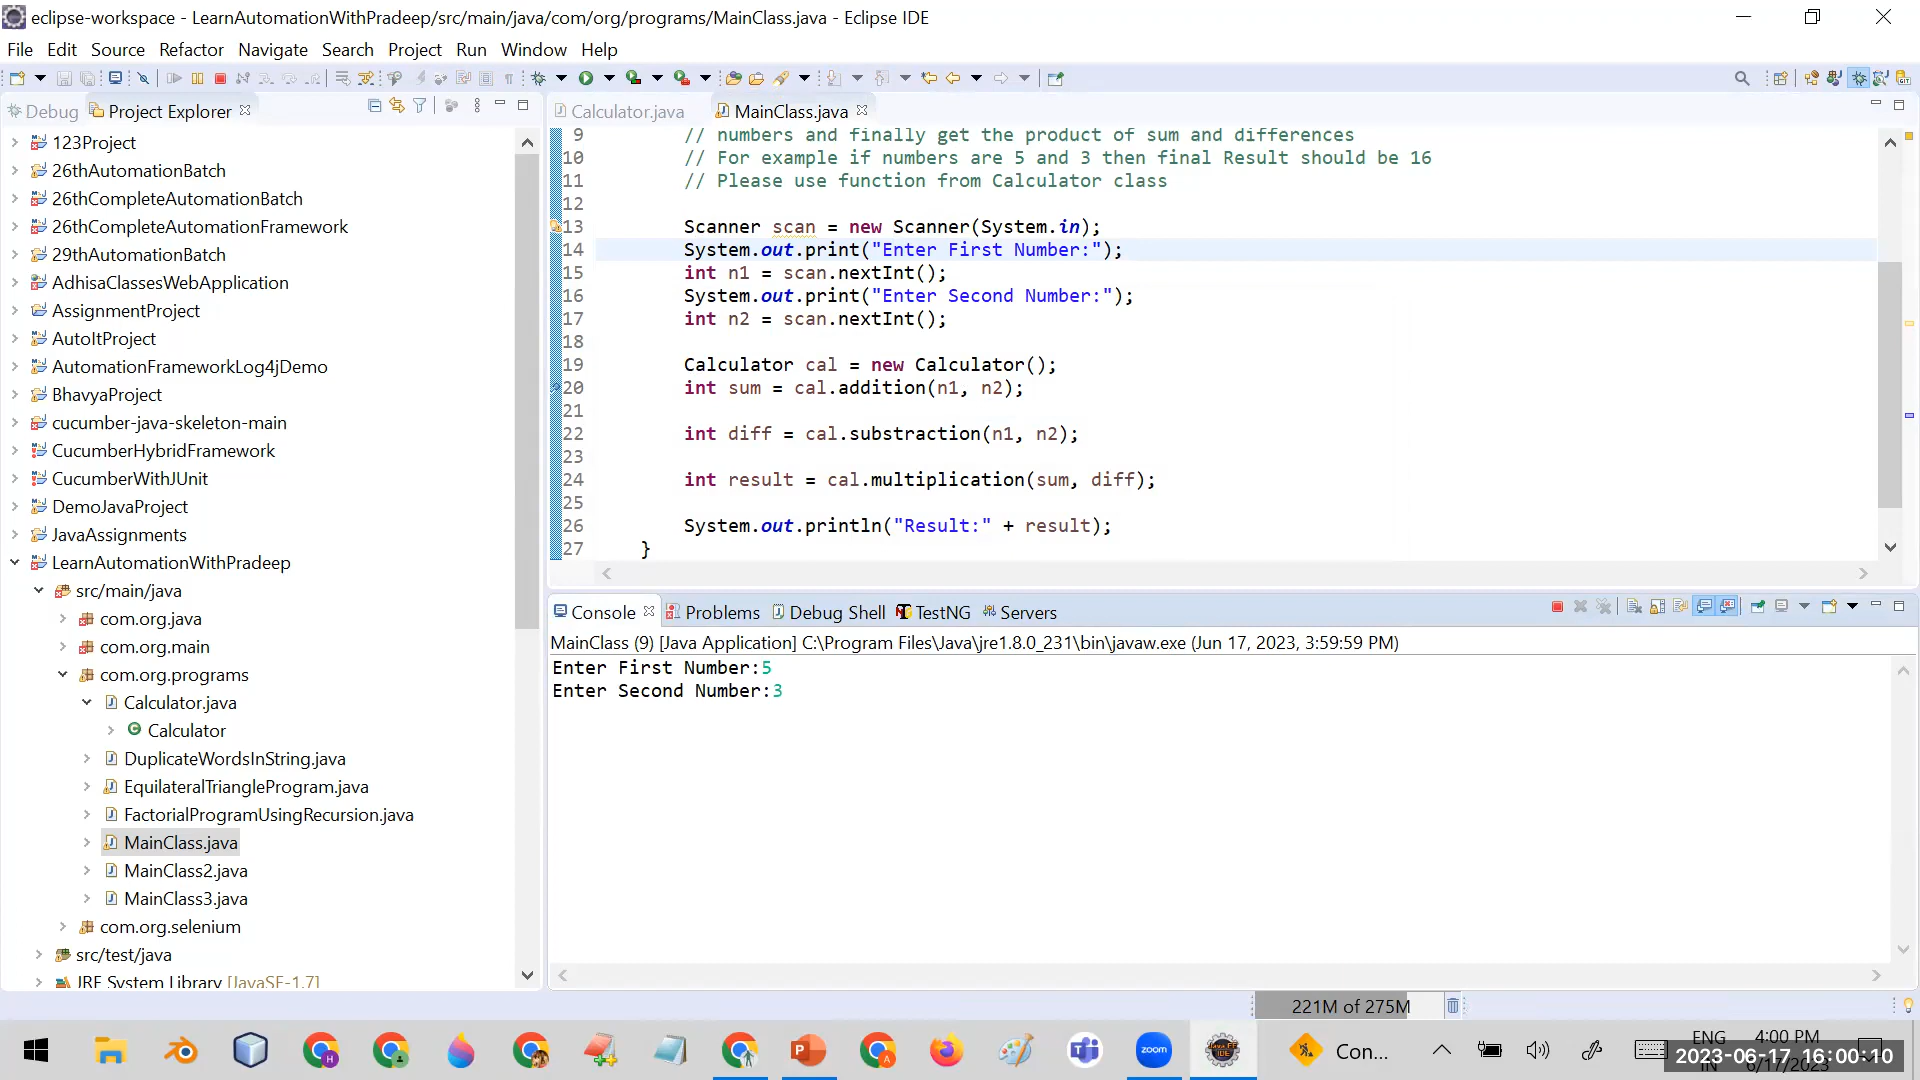 eclipse-workspace - LearnAutomationWithPradeep/src/main/java/com/org/programs/MainClass.java - Eclipse IDE
File Edit Source Refactor Navigate Search Project Run Window Help
Debug Project Explorer
Calculator.java MainClass.java
123Project
26thAutomationBatch
26thCompleteAutomationBatch
26thCompleteAutomationFramework
29thAutomationBatch
AdhisaClassesWebApplication
AssignmentProject
AutoItProject
AutomationFrameworkLog4jDemo
BhavyaProject
cucumber-java-skeleton-main
CucumberHybridFramework
CucumberWithJUnit
DemoJavaProject
JavaAssignments
LearnAutomationWithPradeep
src/main/java
com.org.java
com.org.main
com.org.programs
Calculator.java
Calculator
DuplicateWordsInString.java
EquilateralTriangleProgram.java
FactorialProgramUsingRecursion.java
MainClass.java
MainClass2.java
MainClass3.java
com.org.selenium
src/test/java
JRE System Library [JavaSE-1.7]
9 // numbers and finally get the product of sum and differences
10 // For example if numbers are 5 and 3 then final Result should be 16
11 // Please use function from Calculator class
12
13 Scanner scan = new Scanner(System.in);
14 System.out.print("Enter First Number:");
15 int n1 = scan.nextInt();
16 System.out.print("Enter Second Number:");
17 int n2 = scan.nextInt();
18
19 Calculator cal = new Calculator();
20 int sum = cal.addition(n1, n2);
21
22 int diff = cal.substraction(n1, n2);
23
24 int result = cal.multiplication(sum, diff);
25
26 System.out.println("Result:" + result);
27 }
Console Problems Debug Shell TestNG Servers
MainClass (9) [Java Application] C:\Program Files\Java\jre1.8.0_231\bin\javaw.exe (Jun 17, 2023, 3:59:59 PM)
Enter First Number:5
Enter Second Number:3
221M of 275M
zoom
Con...
ENG
4:00 PM
IN
6/17/2023
2023-06-17 16:00:10